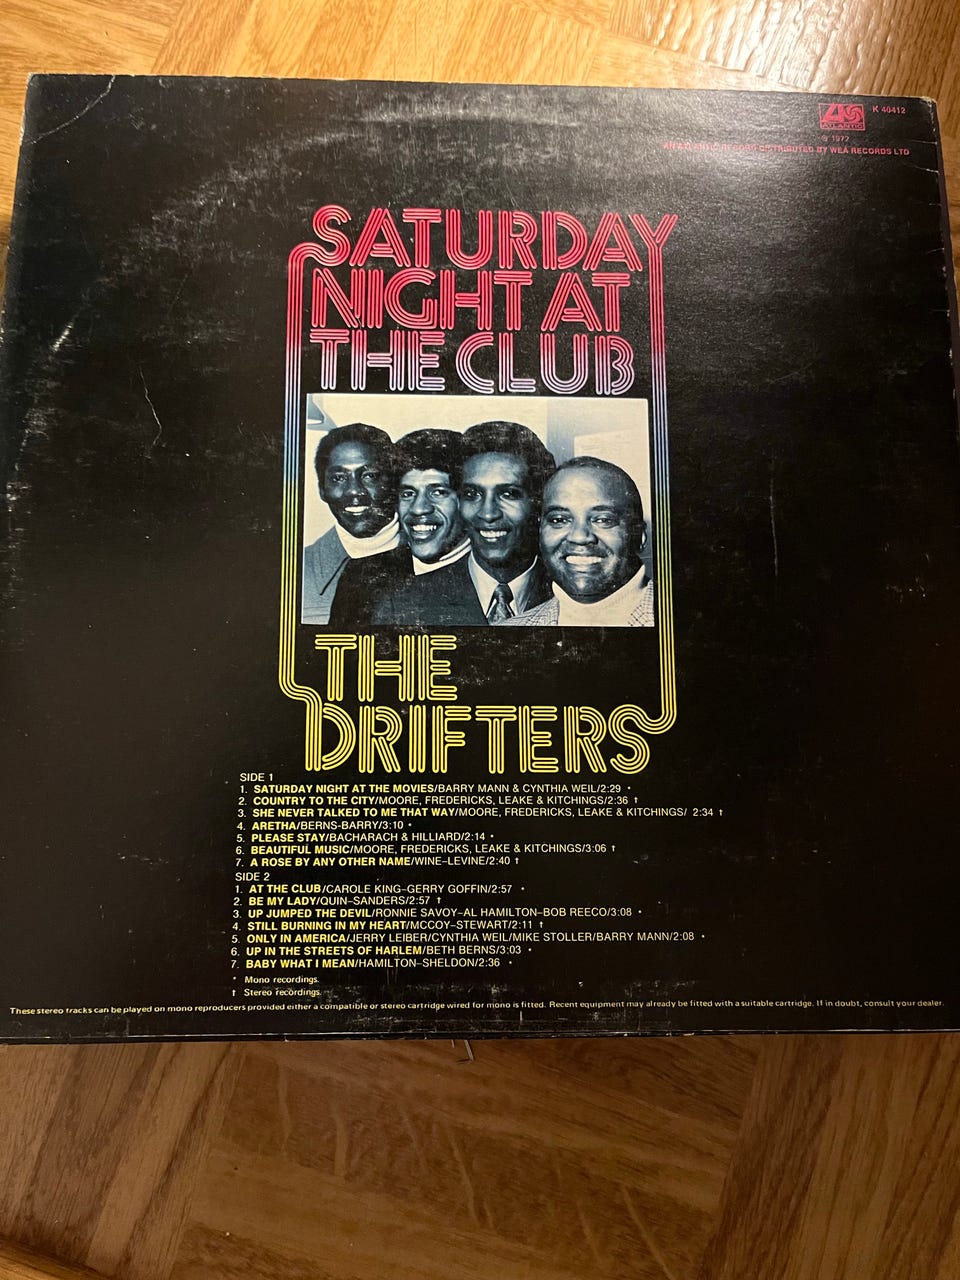 ATLANTIC
K 40412
℗ 1972
AN ATLANTIC RECORD DISTRIBUTED BY WEA RECORDS LTD
SATURDAY
NIGHT AT
THE CLUB
THE
DRIFTERS
SIDE 1
1. SATURDAY NIGHT AT THE MOVIES/BARRY MANN & CYNTHIA WEIL/2:29 *
2. COUNTRY TO THE CITY/MOORE, FREDERICKS, LEAKE & KITCHINGS/2:36 †
3. SHE NEVER TALKED TO ME THAT WAY/MOORE, FREDERICKS, LEAKE & KITCHINGS/ 2:34 †
4. ARETHA/BERNS-BARRY/3:10 *
5. PLEASE STAY/BACHARACH & HILLIARD/2:14 *
6. BEAUTIFUL MUSIC/MOORE, FREDERICKS, LEAKE & KITCHINGS/3:06 †
7. A ROSE BY ANY OTHER NAME/WINE–LEVINE/2:40 †
SIDE 2
1. AT THE CLUB/CAROLE KING–GERRY GOFFIN/2:57 *
2. BE MY LADY/QUIN–SANDERS/2:57 †
3. UP JUMPED THE DEVIL/RONNIE SAVOY–AL HAMILTON–BOB REECO/3:08 *
4. STILL BURNING IN MY HEART/MCCOY–STEWART/2:11 †
5. ONLY IN AMERICA/JERRY LEIBER/CYNTHIA WEIL/MIKE STOLLER/BARRY MANN/2:08 *
6. UP IN THE STREETS OF HARLEM/BETH BERNS/3:03 *
7. BABY WHAT I MEAN/HAMILTON–SHELDON/2:36 *
* Mono recordings.
† Stereo recordings.
These stereo tracks can be played on mono reproducers provided either a compatible or stereo cartridge wired for mono is fitted. Recent equipment may already be fitted with a suitable cartridge. If in doubt, consult your dealer.